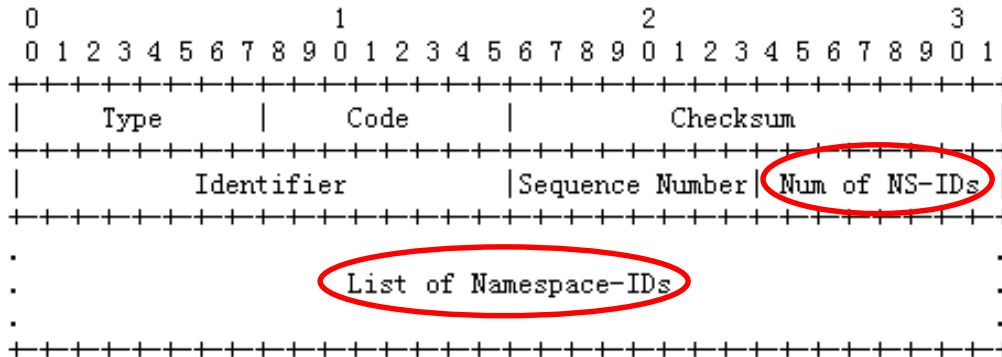 0 1 2 3
0 1 2 3 4 5 6 7 8 9 0 1 2 3 4 5 6 7 8 9 0 1 2 3 4 5 6 7 8 9 0 1
+-+-+-+-+-+-+-+-+-+-+-+-+-+-+-+-+-+-+-+-+-+-+-+-+-+-+-+-+-+-+-+-+
| Type | Code | Checksum |
+-+-+-+-+-+-+-+-+-+-+-+-+-+-+-+-+-+-+-+-+-+-+-+-+-+-+-+-+-+-+-+-+
| Identifier |Sequence Number| Num of NS-IDs |
+-+-+-+-+-+-+-+-+-+-+-+-+-+-+-+-+-+-+-+-+-+-+-+-+-+-+-+-+-+-+-+-+
. .
. List of Namespace-IDs .
. .
+-+-+-+-+-+-+-+-+-+-+-+-+-+-+-+-+-+-+-+-+-+-+-+-+-+-+-+-+-+-+-+-+